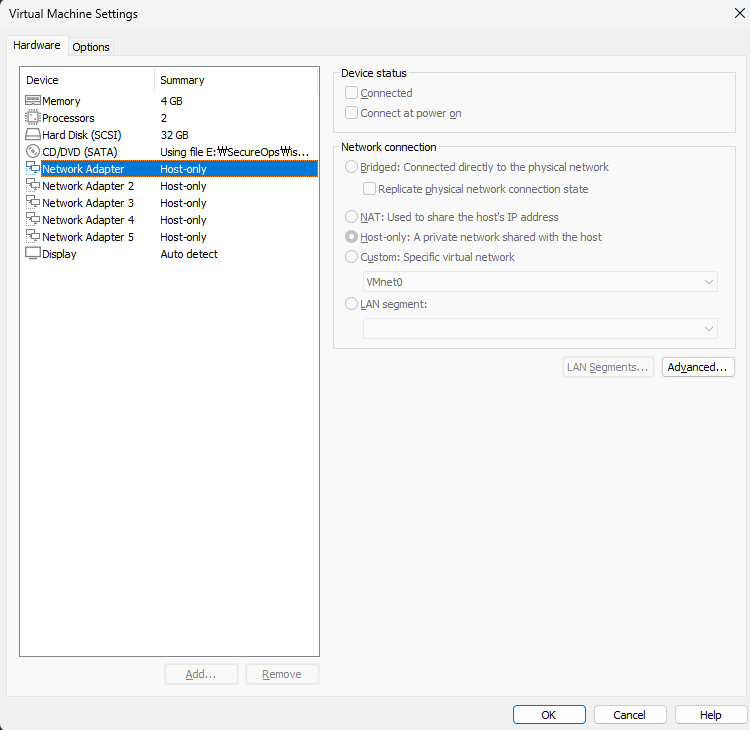 Virtual Machine Settings
Hardware Options
Device Summary
Memory 4 GB
Processors 2
Hard Disk (SCSI) 32 GB
CD/DVD (SATA) Using file E:₩SecureOps₩is...
Network Adapter Host-only
Network Adapter 2 Host-only
Network Adapter 3 Host-only
Network Adapter 4 Host-only
Network Adapter 5 Host-only
Display Auto detect
Add... Remove
Device status
Connected
Connect at power on
Network connection
Bridged: Connected directly to the physical network
Replicate physical network connection state
NAT: Used to share the host's IP address
Host-only: A private network shared with the host
Custom: Specific virtual network
VMnet0
LAN segment:
LAN Segments... Advanced...
OK Cancel Help